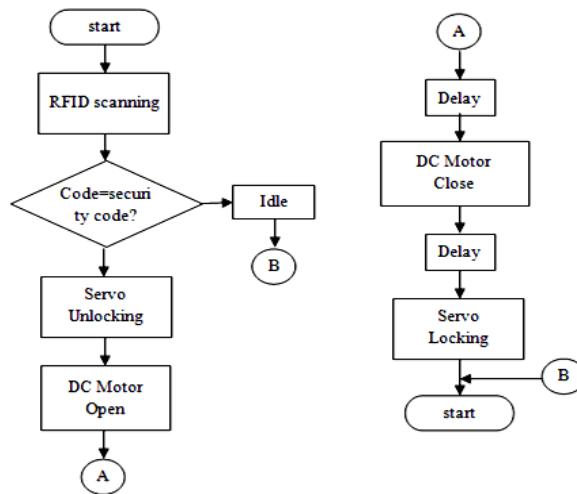 start
RFID scanning
Code=securi
ty code?
Idle
B
Servo
Unlocking
DC Motor
Open
A
A
Delay
DC Motor
Close
Delay
Servo
Locking
B
start